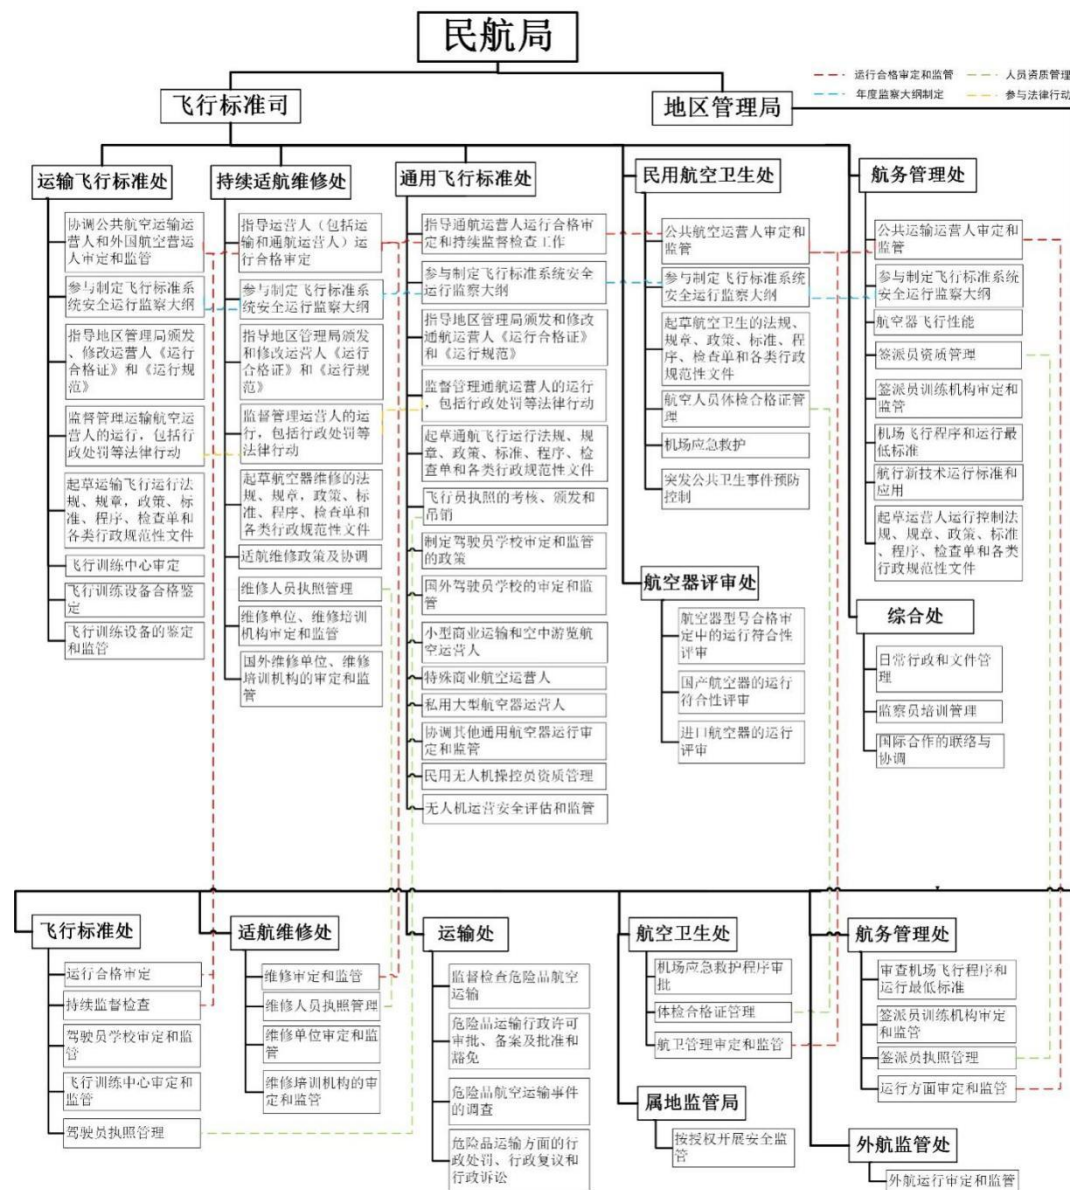 民航局
运行合格审定和监管
人员资质管理
年度监察大纲制定
参与法律行动
飞行标准司
地区管理局
运输飞行标准处
协调公共航空运输运
营人和外国航空营运
人审定和监管
参与制定飞行标准系
统安全运行监察大纲
指导地区管理局颁发
、修改运营人《运行
合格证》和《运行规
范》
监督管理运输航空运
营人的运行,包括行
政处罚等法律行动
起草运输飞行运行法
规、规章,政策、标
准、程序、检查单和
各类行政规范性文件
飞行训练中心审定
飞行训练设备合格鉴
定
飞行训练设备的鉴定
和监管
持续适航维修处
指导运营人（包括运
输和通航运营人）运
行合格审定
参与制定飞行标准系
统安全运行监察大纲
指导地区管理局颁发
和修改运营人《运行
合格证》和《运行规
范》
监督管理运营人的运
行,包括行政处罚等
法律行动
起草航空器维修的法
规、规章,政策、标
准、程序、检查单和
各类行政规范性文件
适航维修政策及协调
维修人员执照管理
维修单位、维修培训
机构审定和监管
国外维修单位、维修
培训机构的审定和监
管
通用飞行标准处
指导通航运营人运行合格审
定和持续监督检查工作
参与制定飞行标准系统安全
运行监察大纲
指导地区管理局颁发和修改
通航运营人《运行合格证》
和《运行规范》
监督管理通航运营人的运行
,包括行政处罚等法律行动
起草通航飞行运行法规、规
章、政策、标准、程序、检
查单和各类行政规范性文件
飞行员执照的考核、颁发和
吊销
制定驾驶员学校审定和监管
的政策
国外驾驶员学校的审定和监
管
小型商业运输和空中游览航
空运营人
特殊商业航空运营人
私用大型航空器运营人
协调其他通用航空器运行审
定和监管
民用无人机操控员资质管理
无人机运营安全评估和监管
民用航空卫生处
公共航空运营人审定和
监管
参与制定飞行标准系统
安全运行监察大纲
起草航空卫生的法规、
规章、政策、标准、程
序、检查单和各类行政
规范性文件
航空人员体检合格证管
理
机场应急救护
突发公共卫生事件预防
控制
航空器评审处
航空器型号合格审
定中的运行符合性
评审
国产航空器的运行
符合性评审
进口航空器的运行
评审
航务管理处
公共运输运营人审定和
监管
参与制定飞行标准系统
安全运行监察大纲
航空器飞行性能
签派员资质管理
签派员训练机构审定和
监管
机场飞行程序和运行最
低标准
航行新技术运行标准和
应用
起草运营人运行控制法
规、规章、政策、标准
、程序、检查单和各类
行政规范性文件
综合处
日常行政和文件管
理
监察员培训管理
国际合作的联络与
协调
飞行标准处
运行合格审定
持续监督检查
驾驶员学校审定和监
管
飞行训练中心审定和
监管
驾驶员执照管理
适航维修处
维修审定和监管
维修人员执照管理
维修单位审定和监
管
维修培训机构的审
定和监管
运输处
监督检查危险品航空
运输
危险品运输行政许可
审批、备案及批准和
豁免
危险品航空运输事件
的调查
危险品运输方面的行
政处罚、行政复议和
行政诉讼
航空卫生处
机场应急救护程序审
批
体检合格证管理
航卫管理审定和监管
属地监管局
按授权开展安全监
管
航务管理处
审查机场飞行程序和
运行最低标准
签派员训练机构审定
和监管
签派员执照管理
运行方面审定和监管
外航监管处
外航运行审定和监管